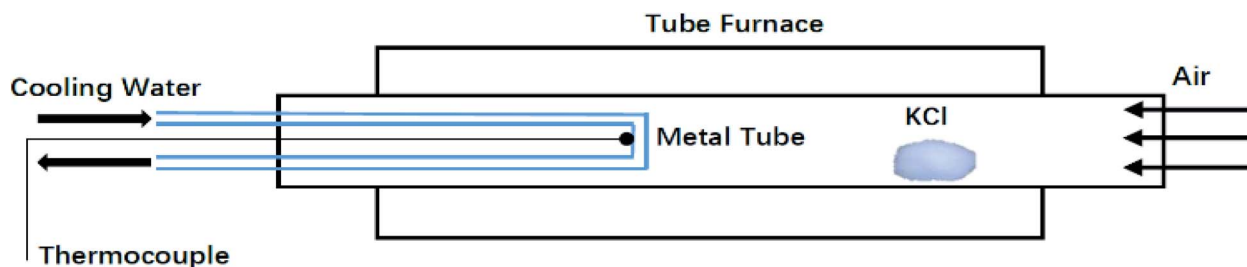 Tube Furnace
Cooling Water
Air
KCl
Metal Tube
Thermocouple